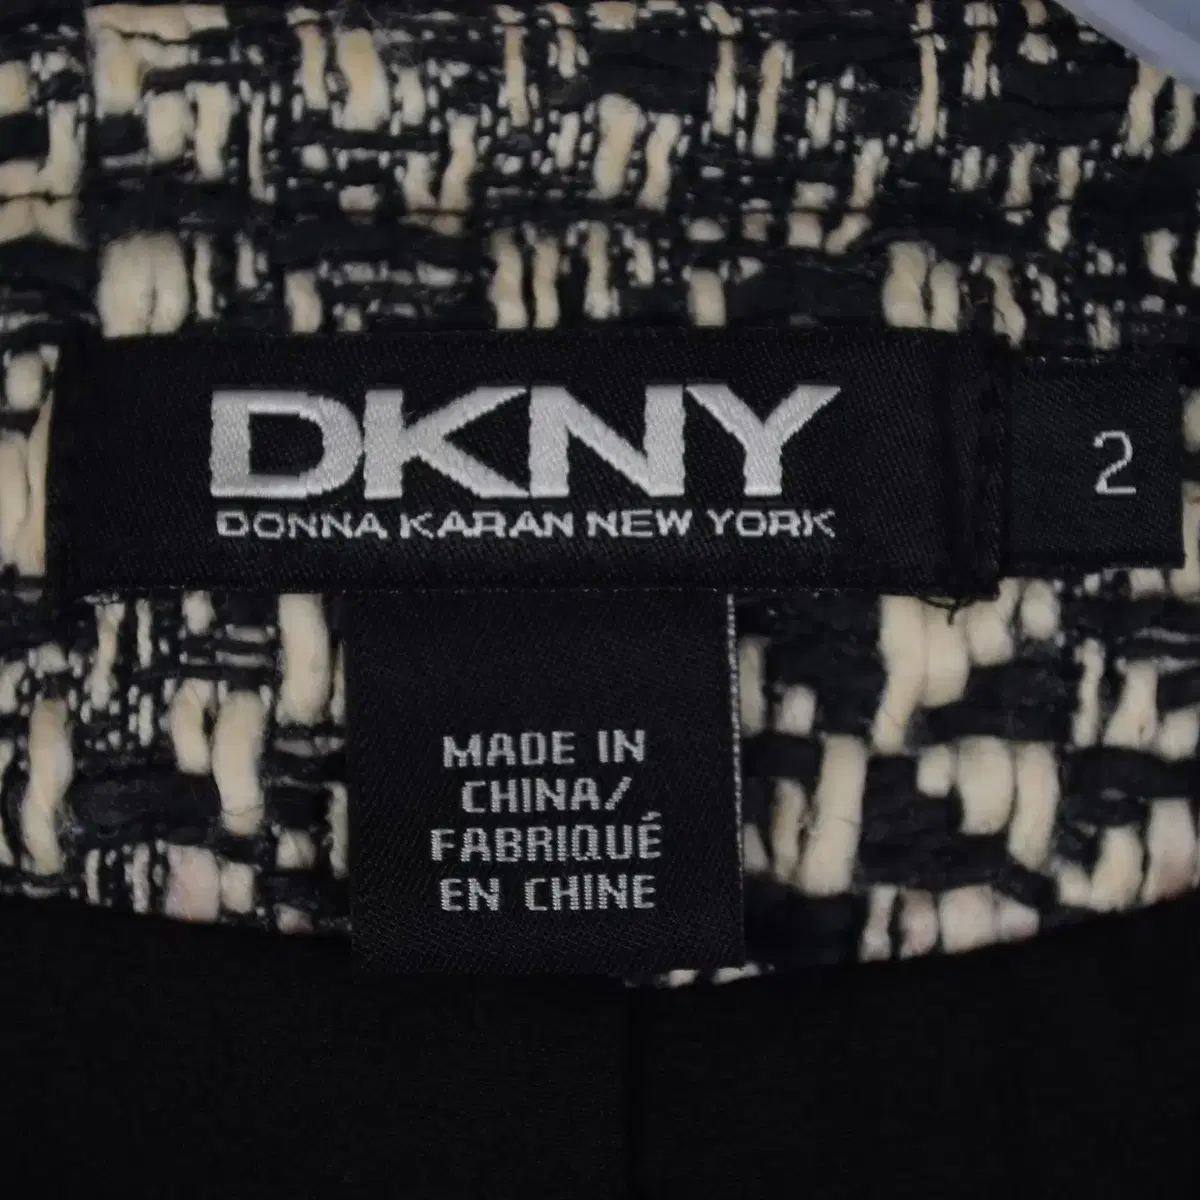 DKNY
DONNA KARAN NEW YORK
2
MADE IN
CHINA/
FABRIQUÉ
EN CHINE